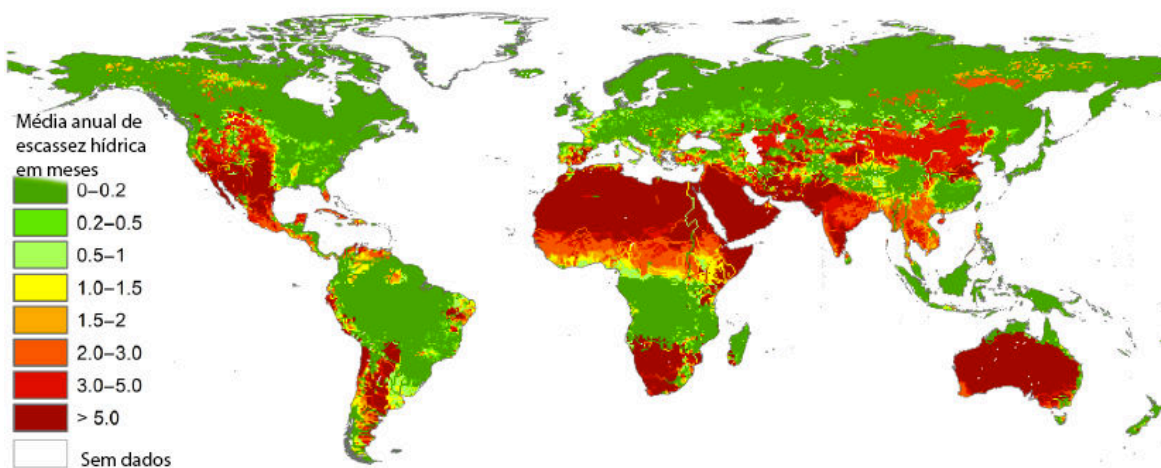 Média anual de
escassez hídrica
em meses
0–0.2
0.2–0.5
0.5–1
1.0–1.5
1.5–2
2.0–3.0
3.0–5.0
> 5.0
Sem dados